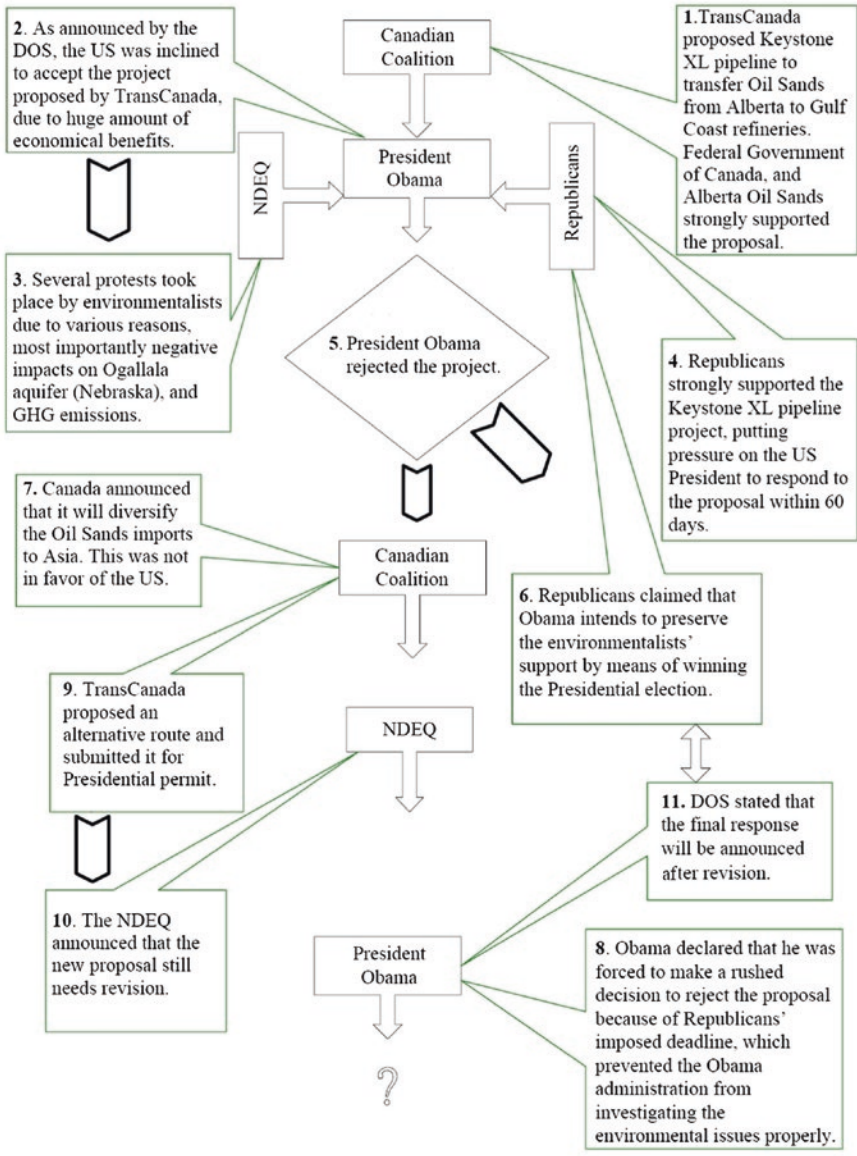 2. As announced by the
DOS, the US was inclined
to accept the project
proposed by TransCanada,
due to huge amount of
economical benefits.
Canadian
Coalition
1.TransCanada
proposed Keystone
XL pipeline to
transfer Oil Sands
from Alberta to Gulf
Coast refineries.
Federal Government
of Canada, and
Alberta Oil Sands
strongly supported
the proposal.
NDEQ
President
Obama
Republicans
3. Several protests took
place by environmentalists
due to various reasons,
most importantly negative
impacts on Ogallala
aquifer (Nebraska), and
GHG emissions.
5. President Obama
rejected the project.
4. Republicans
strongly supported the
Keystone XL pipeline
project, putting
pressure on the US
President to respond to
the proposal within 60
days.
7. Canada announced
that it will diversify
the Oil Sands imports
to Asia. This was not
in favor of the US.
Canadian
Coalition
6. Republicans claimed that
Obama intends to preserve
the environmentalists’
support by means of winning
the Presidential election.
9. TransCanada
proposed an
alternative route and
submitted it for
Presidential permit.
NDEQ
11. DOS stated that
the final response
will be announced
after revision.
10. The NDEQ
announced that the
new proposal still
needs revision.
President
Obama
8. Obama declared that he was
forced to make a rushed
decision to reject the proposal
because of Republicans’
imposed deadline, which
prevented the Obama
administration from
investigating the
environmental issues properly.
?